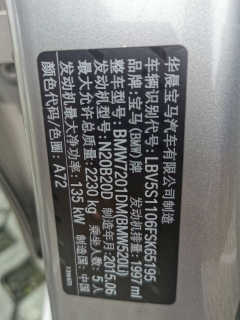 华晨宝马汽车有限公司制造
车辆识别代号: LBV5S3106FSK65195
品牌: 宝马(BMW)牌 发动机排量: 1997 ml
整车型号: BMW7201DM(BMW520Li)
发动机型号: N20B20D 制造年月: 2015.06
最大允许总质量: 2230 kg 乘坐人数: 5 人
发动机最大净功率: 135 kW 制造国: 中国
颜色代码/色圈: A72